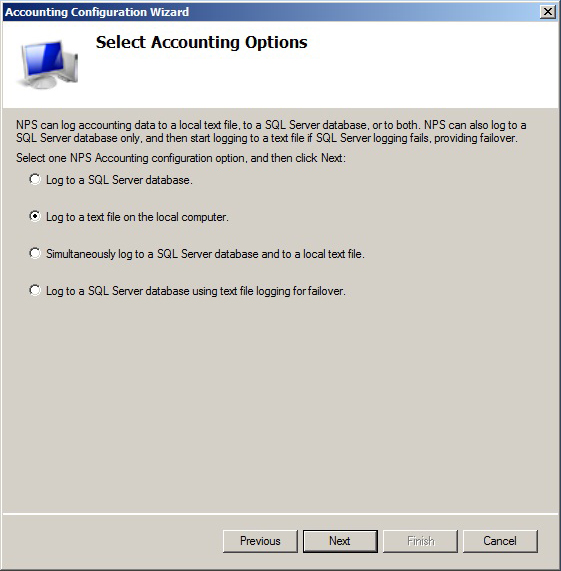 Accounting Configuration Wizard
Select Accounting Options
NPS can log accounting data to a local text file, to a SQL Server database, or to both. NPS can also log to a
SQL Server database only, and then start logging to a text file if SQL Server logging fails, providing failover.
Select one NPS Accounting configuration option, and then click Next:
Log to a SQL Server database.
Log to a text file on the local computer.
Simultaneously log to a SQL Server database and to a local text file.
Log to a SQL Server database using text file logging for failover.
Previous Next Finish Cancel